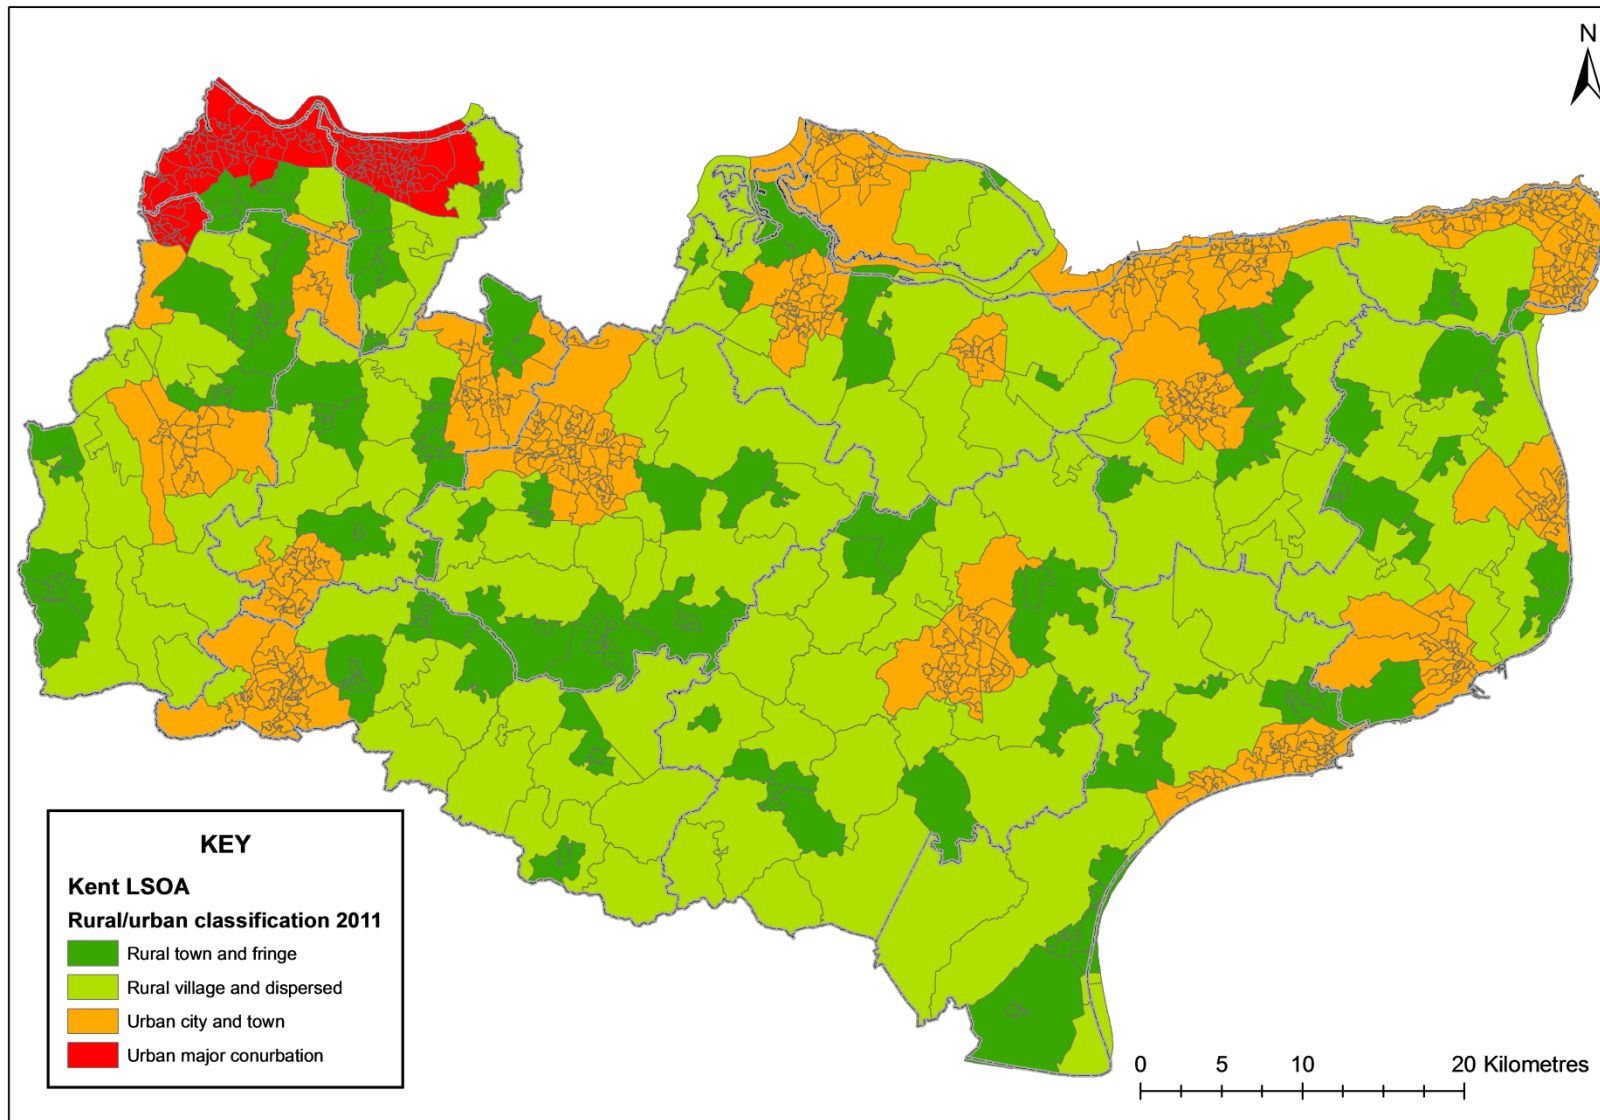 N
KEY
Kent LSOA
Rural/urban classification 2011
Rural town and fringe
Rural village and dispersed
Urban city and town
Urban major conurbation
0 5 10 20 Kilometres